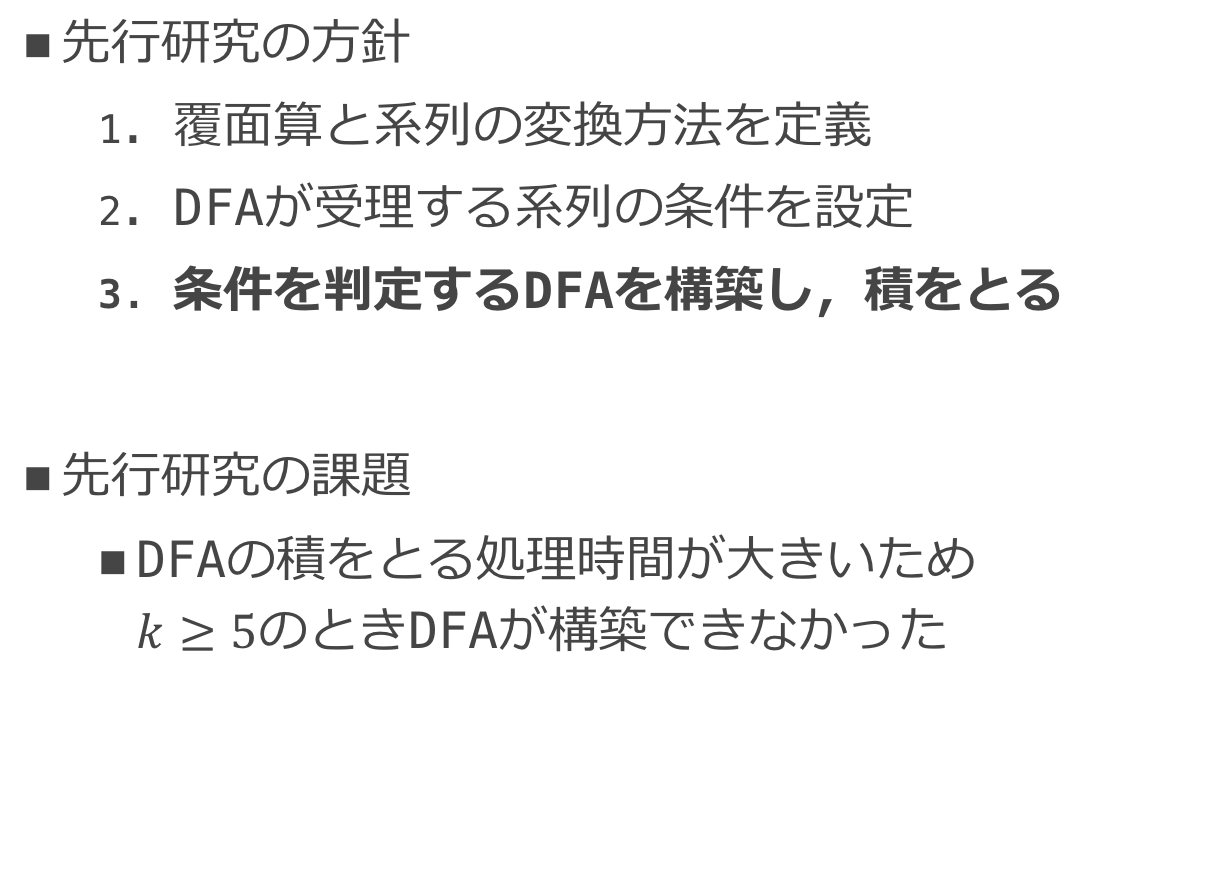 ■先行研究の方針
1. 覆面算と系列の変換方法を定義
2. DFAが受理する系列の条件を設定
3. 条件を判定するDFAを構築し，積をとる
■先行研究の課題
■DFAの積をとる処理時間が大きいため
k ≥ 5のときDFAが構築できなかった